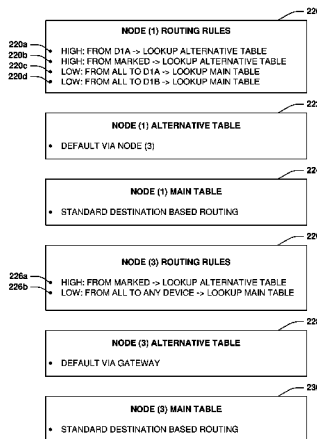 220
NODE (1) ROUTING RULES
220a • HIGH: FROM D1A -> LOOKUP ALTERNATIVE TABLE
220b • HIGH: FROM MARKED -> LOOKUP ALTERNATIVE TABLE
220c • LOW: FROM ALL TO D1A -> LOOKUP MAIN TABLE
220d • LOW: FROM ALL TO D1B -> LOOKUP MAIN TABLE
NODE (1) ALTERNATIVE TABLE
• DEFAULT VIA NODE (3)
NODE (1) MAIN TABLE
• STANDARD DESTINATION BASED ROUTING
NODE (3) ROUTING RULES
226a • HIGH: FROM MARKED -> LOOKUP ALTERNATIVE TABLE
226b • LOW: FROM ALL TO ANY DEVICE -> LOOKUP MAIN TABLE
NODE (3) ALTERNATIVE TABLE
• DEFAULT VIA GATEWAY
NODE (3) MAIN TABLE
• STANDARD DESTINATION BASED ROUTING